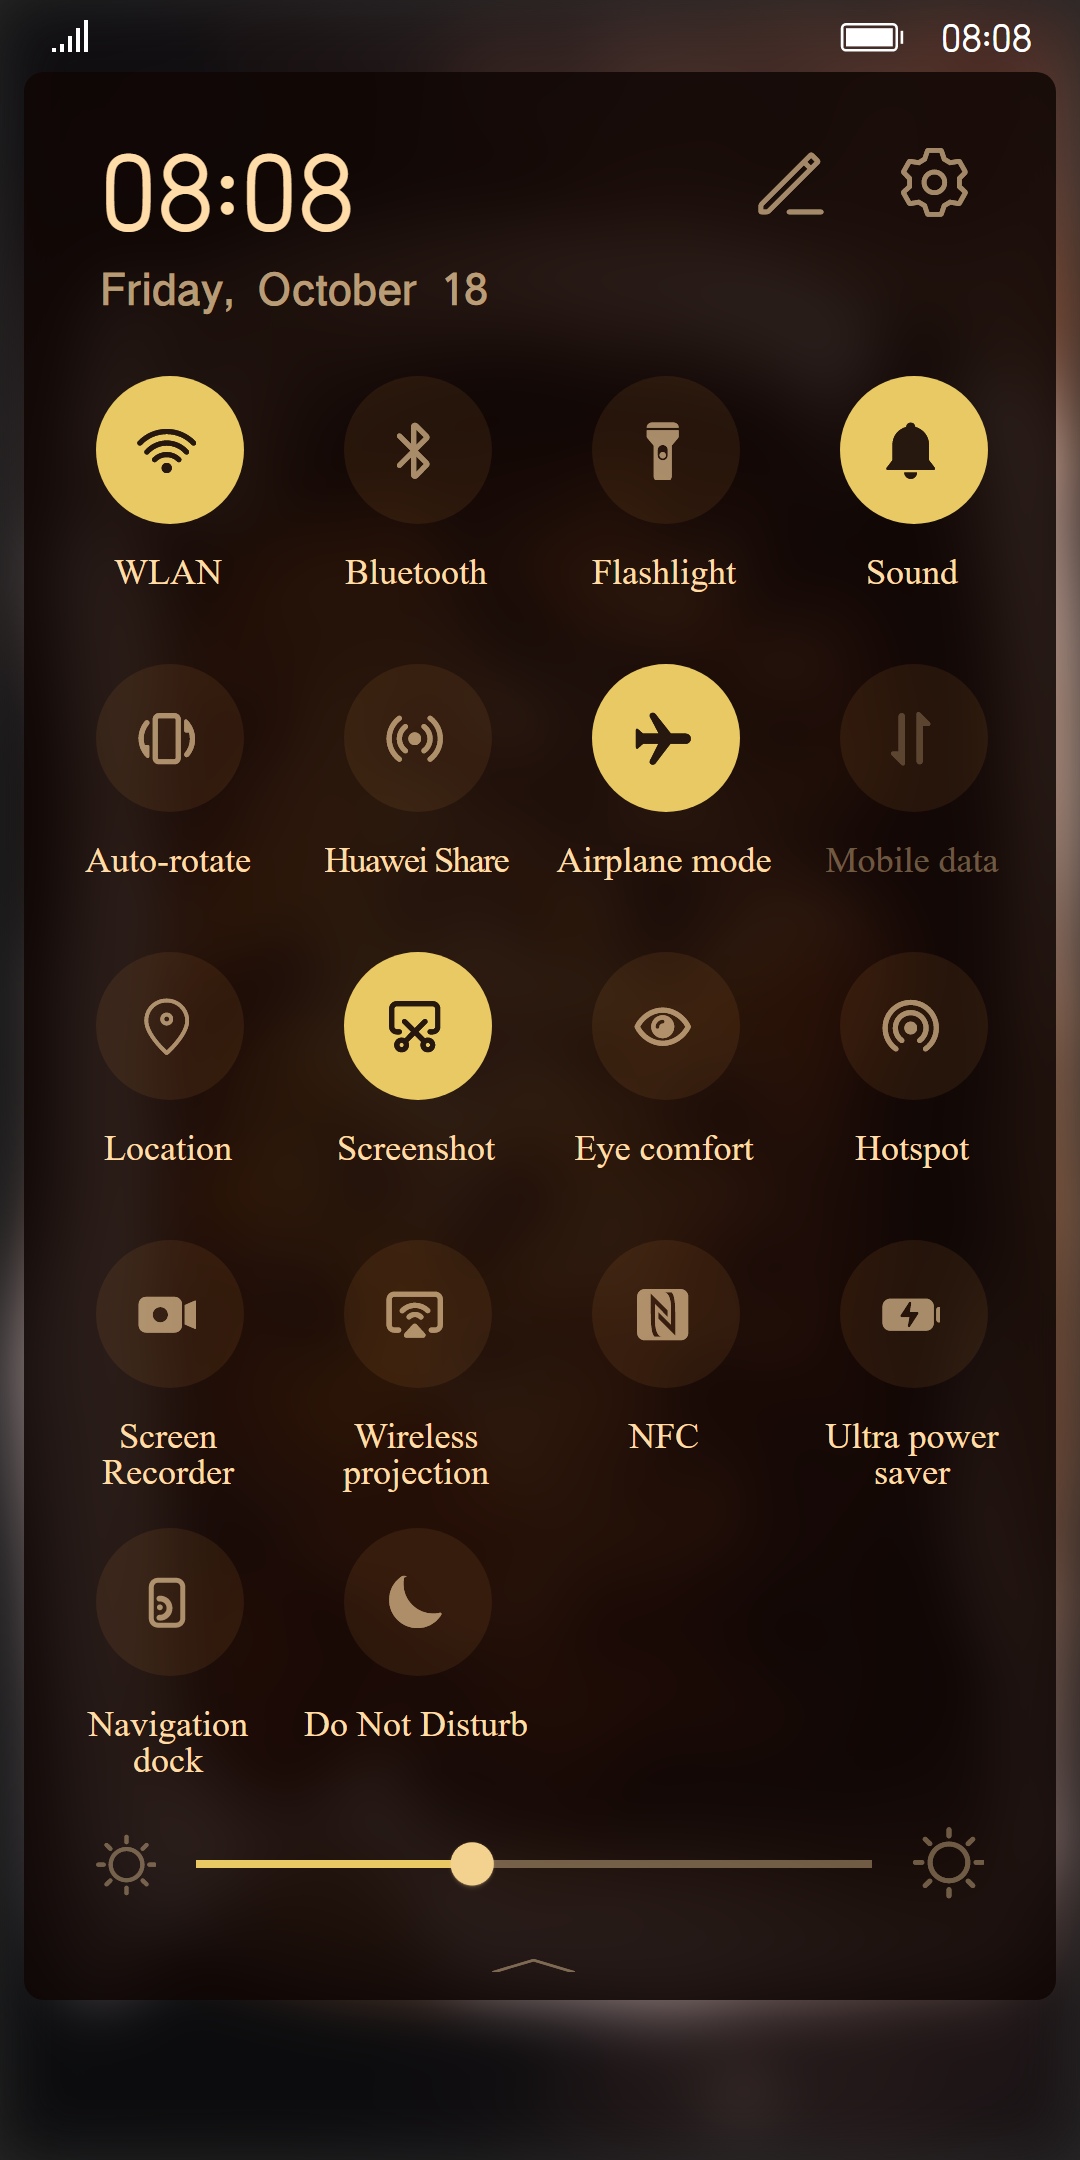 08:08
08:08
Friday, October 18
WLAN Bluetooth Flashlight Sound
Auto-rotate Huawei Share Airplane mode Mobile data
Location Screenshot Eye comfort Hotspot
Screen Recorder Wireless projection NFC Ultra power saver
Navigation dock Do Not Disturb